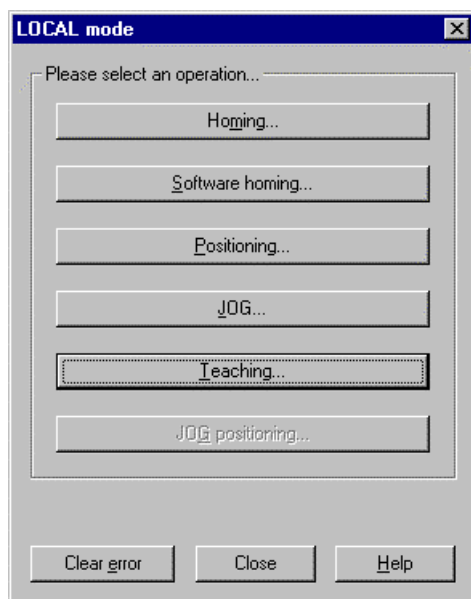 LOCAL mode
Please select an operation...
Homing...
Software homing...
Positioning...
JOG...
Teaching...
JOG positioning...
Clear error
Close
Help